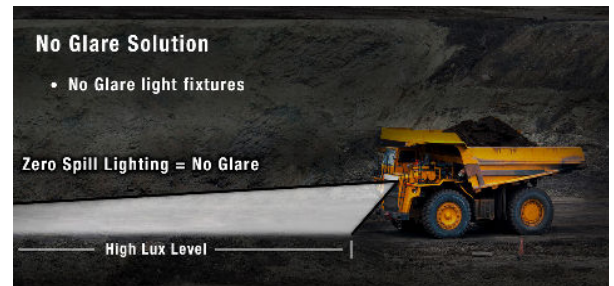 No Glare Solution
• No Glare light fixtures
Zero Spill Lighting = No Glare
High Lux Level